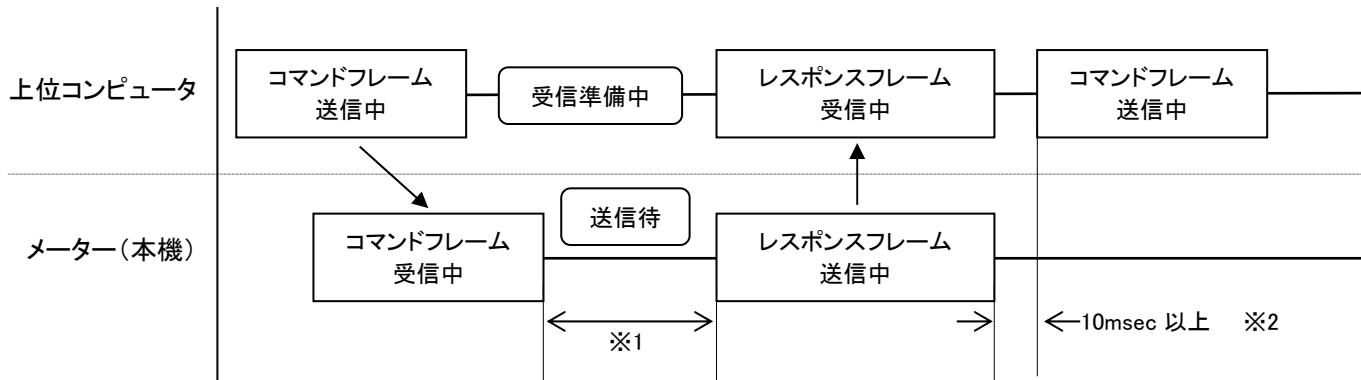 上位コンピュータ
コマンドフレーム
送信中
受信準備中
レスポンスフレーム
受信中
コマンドフレーム
送信中
メーター(本機)
コマンドフレーム
受信中
送信待
レスポンスフレーム
送信中
※1
10msec 以上 ※2